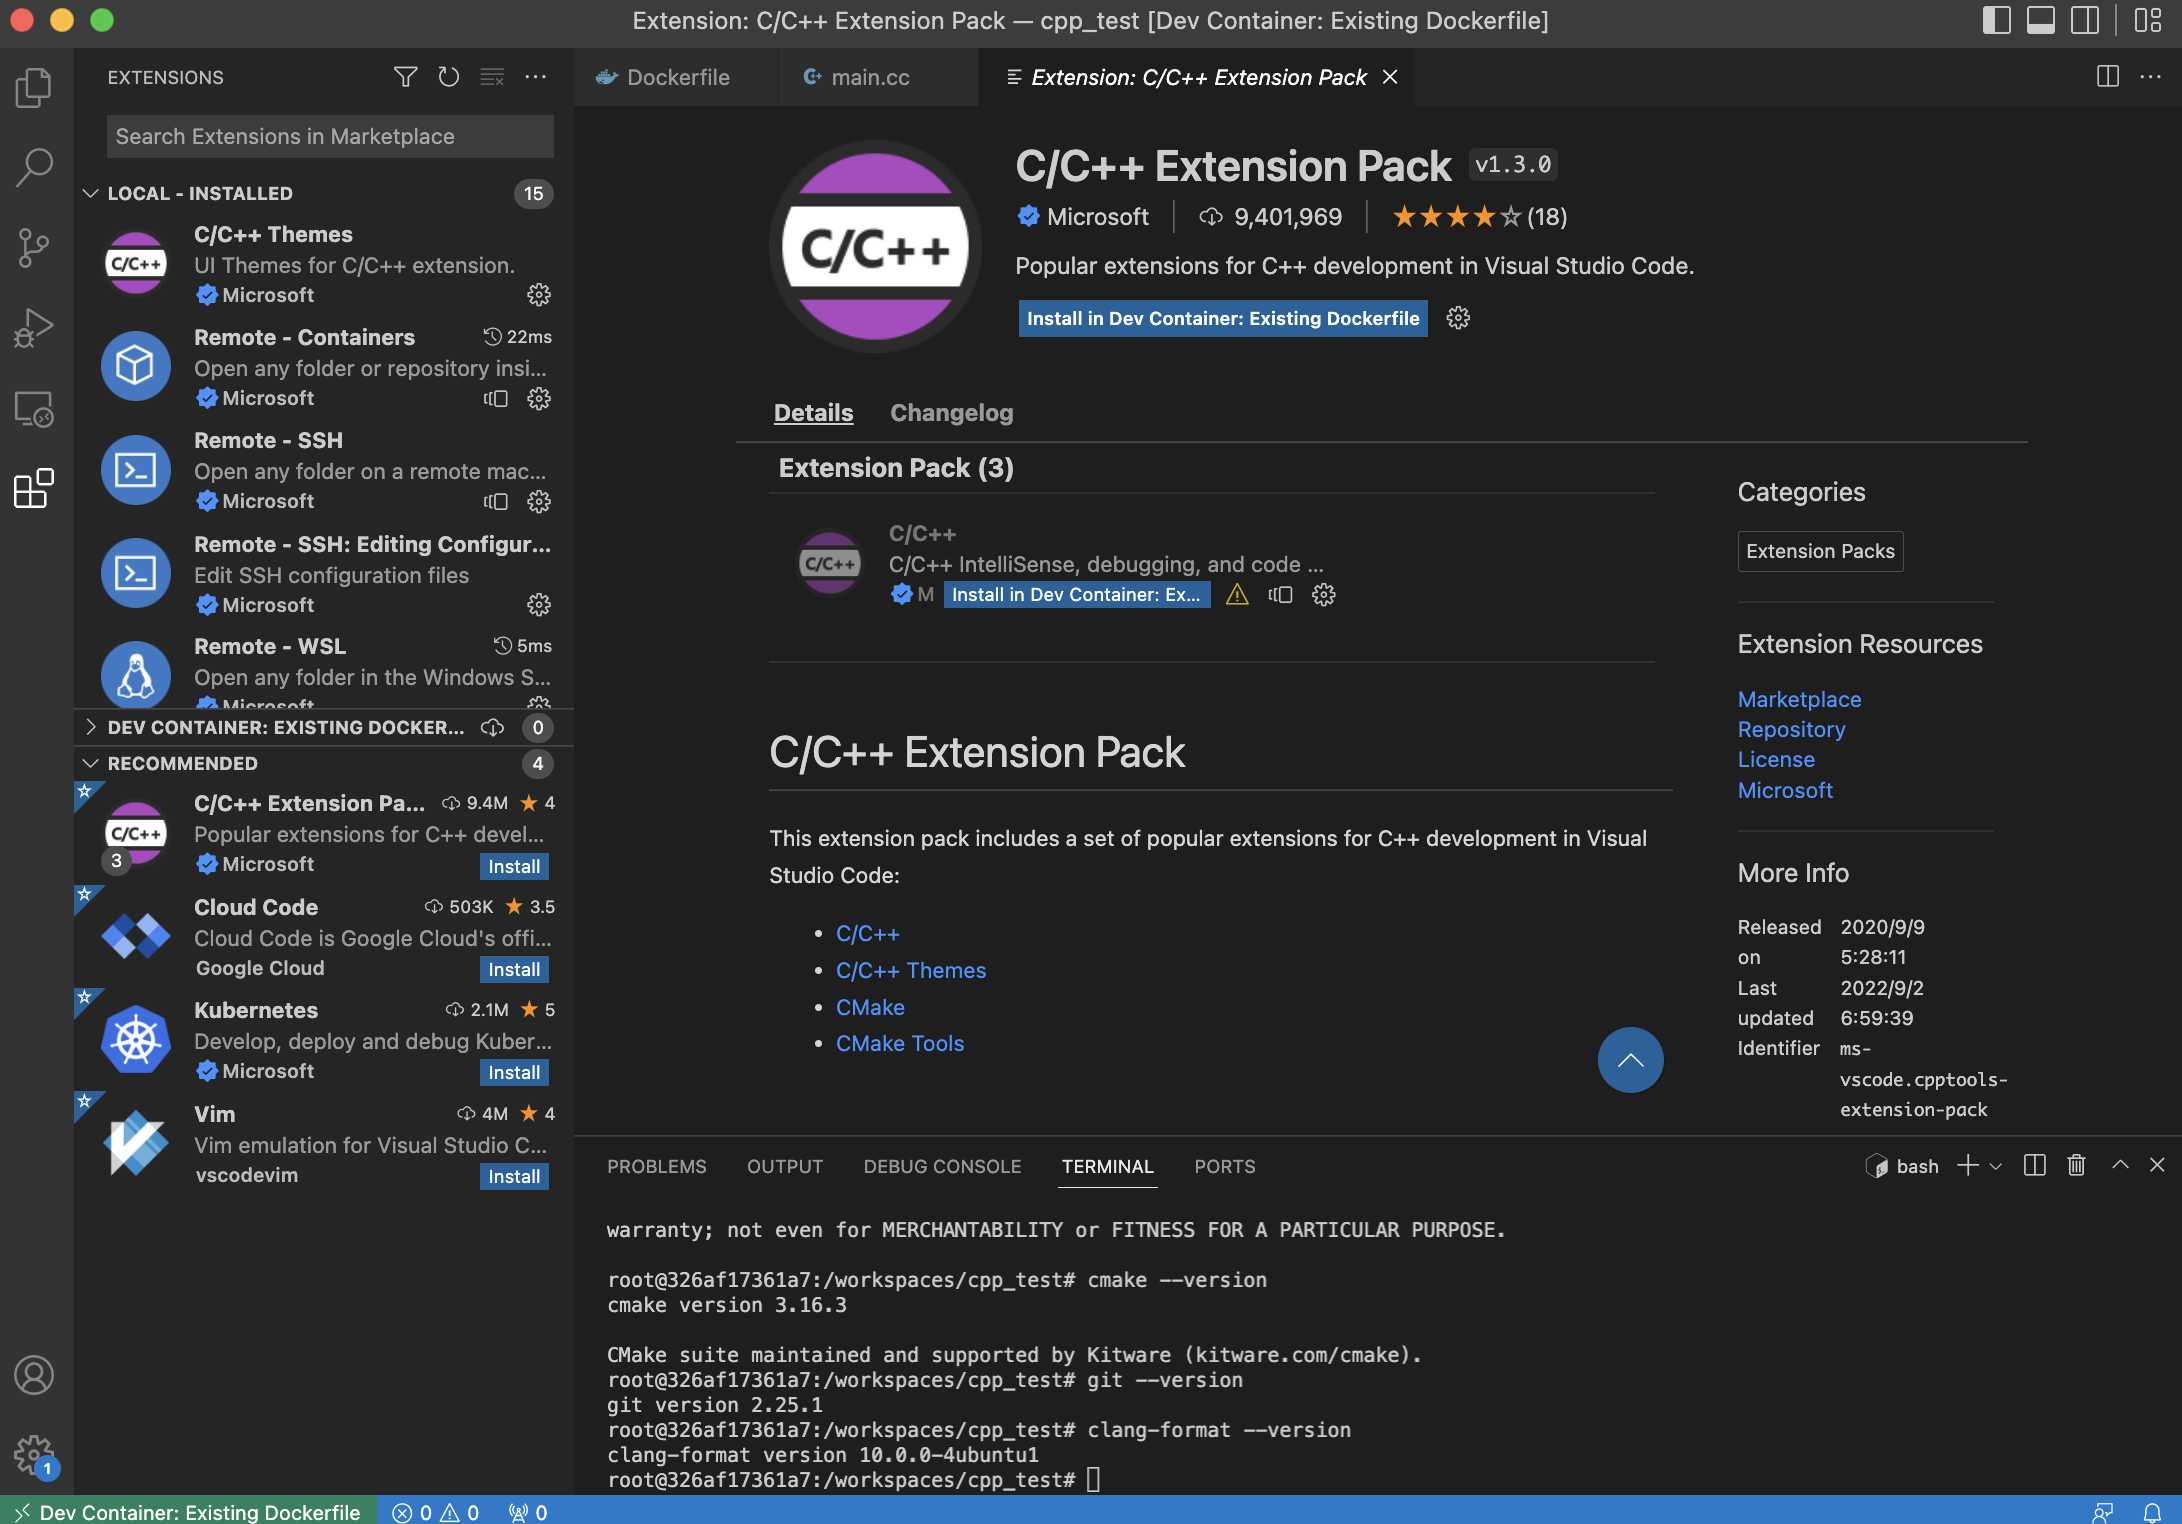 Extension: C/C++ Extension Pack — cpp_test [Dev Container: Existing Dockerfile]
EXTENSIONS
Search Extensions in Marketplace
LOCAL - INSTALLED 15
C/C++
C/C++ Themes
UI Themes for C/C++ extension.
Microsoft
Remote - Containers 22ms
Open any folder or repository insi...
Microsoft
Remote - SSH
Open any folder on a remote mac...
Microsoft
Remote - SSH: Editing Configur...
Edit SSH configuration files
Microsoft
Remote - WSL 5ms
Open any folder in the Windows S...
Microsoft
DEV CONTAINER: EXISTING DOCKER... 0
RECOMMENDED 4
C/C++
3
C/C++ Extension Pa... 9.4M 4
Popular extensions for C++ devel...
Microsoft Install
Cloud Code 503K 3.5
Cloud Code is Google Cloud's offi...
Google Cloud Install
Kubernetes 2.1M 5
Develop, deploy and debug Kuber...
Microsoft Install
Vim 4M 4
Vim emulation for Visual Studio C...
vscodevim Install
1
Dockerfile main.cc Extension: C/C++ Extension Pack
C/C++
C/C++ Extension Pack v1.3.0
Microsoft 9,401,969 (18)
Popular extensions for C++ development in Visual Studio Code.
Install in Dev Container: Existing Dockerfile
Details Changelog
Extension Pack (3)
C/C++
C/C++
C/C++ IntelliSense, debugging, and code ...
M Install in Dev Container: Ex...
C/C++ Extension Pack
This extension pack includes a set of popular extensions for C++ development in Visual
Studio Code:
• C/C++
• C/C++ Themes
• CMake
• CMake Tools
Categories
Extension Packs
Extension Resources
Marketplace
Repository
License
Microsoft
More Info
Released 2020/9/9
on 5:28:11
Last 2022/9/2
updated 6:59:39
Identifier ms-
vscode.cpptools-
extension-pack
PROBLEMS OUTPUT DEBUG CONSOLE TERMINAL PORTS bash
warranty; not even for MERCHANTABILITY or FITNESS FOR A PARTICULAR PURPOSE.
root@326af17361a7:/workspaces/cpp_test# cmake --version
cmake version 3.16.3
CMake suite maintained and supported by Kitware (kitware.com/cmake).
root@326af17361a7:/workspaces/cpp_test# git --version
git version 2.25.1
root@326af17361a7:/workspaces/cpp_test# clang-format --version
clang-format version 10.0.0-4ubuntu1
root@326af17361a7:/workspaces/cpp_test#
Dev Container: Existing Dockerfile 0 0 0